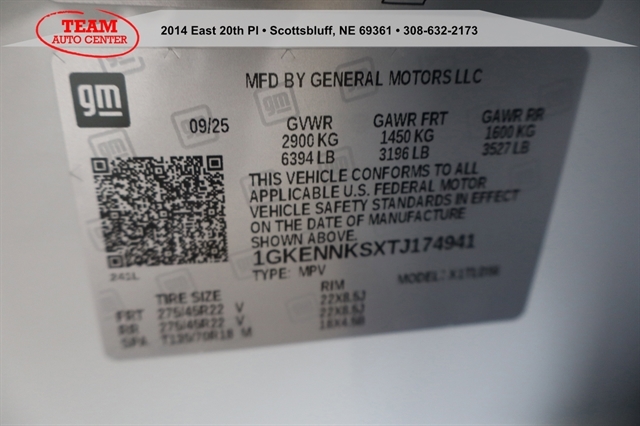 TEAM
AUTO CENTER
2014 East 20th Pl • Scottsbluff, NE 69361 • 308-632-2173
gm
MFD BY GENERAL MOTORS LLC
09/25
GVWR GAWR FRT GAWR RR
2900 KG 1450 KG 1600 KG
6394 LB 3196 LB 3527 LB
THIS VEHICLE CONFORMS TO ALL
APPLICABLE U.S. FEDERAL MOTOR
VEHICLE SAFETY STANDARDS IN EFFECT
ON THE DATE OF MANUFACTURE
SHOWN ABOVE.
1GKENNKSXTJ174941
241L
TYPE: MPV MODEL:
TIRE SIZE RIM
FRT 275/45R22 V 22X8.5J
RR 275/45R22 V 22X8.5J
SPA T135/70R18 M 18X4.5B